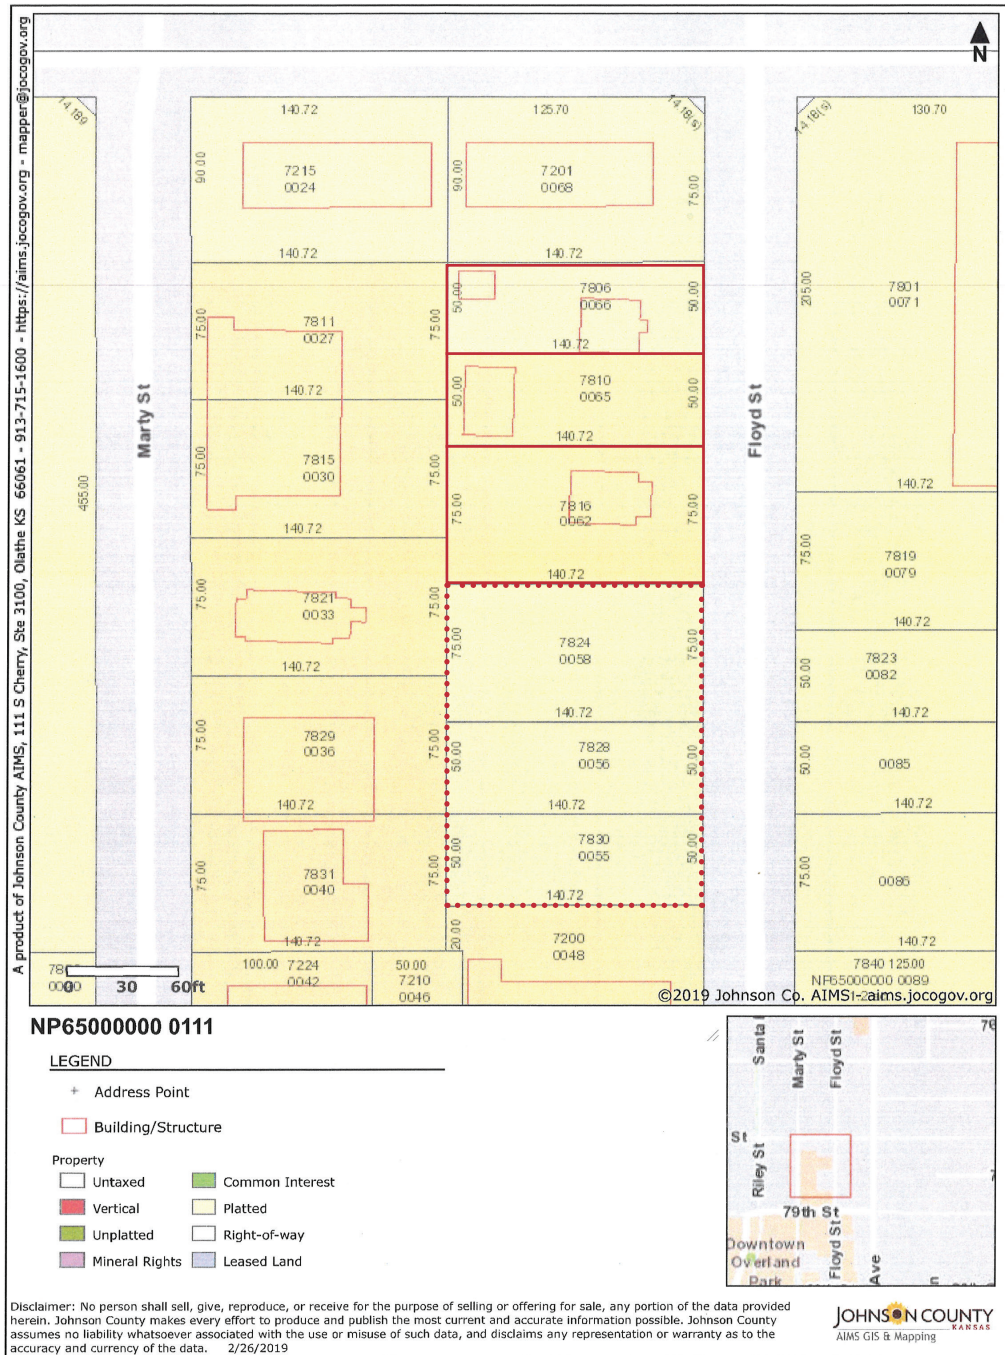 A product of Johnson County AIMS, 111 S Cherry, Ste 3100, Olathe KS 66061 - 913-715-1600 - https://aims.jocogov.org - mapper@jocogov.org
N
14.189
140.72
125.70
14.18(s)
14.18(s)
130.70
90.00
7215
0024
90.00
7201
0068
75.00
140.72
140.72
205.00
7801
0071
75.00
7811
0027
75.00
50.00
7806
0066
50.00
140.72
140.72
50.00
7810
0065
50.00
Marty St
Floyd St
140.72
75.00
7815
0030
75.00
75.00
7816
0062
75.00
455.00
140.72
140.72
140.72
75.00
7819
0079
75.00
7821
0033
75.00
75.00
7824
0058
75.00
140.72
140.72
50.00
7823
0082
140.72
140.72
75.00
7829
0036
75.00
50.00
7828
0056
50.00
50.00
0085
140.72
140.72
140.72
75.00
7831
0040
75.00
50.00
7830
0055
50.00
75.00
0086
140.72
140.72
140.72
20.00
7200
0048
100.00 7224
0042
50.00
7210
0046
7840 125.00
NP65000000 0089
0 30 60ft
©2019 Johnson Co. AIMS - aims.jocogov.org
NP65000000 0111
LEGEND
+ Address Point
Building/Structure
Property
Untaxed
Common Interest
Vertical
Platted
Unplatted
Right-of-way
Mineral Rights
Leased Land
Santa
Marty St
Floyd St
St
Riley St
79th St
Downtown
Overland
Park
Floyd St
Ave
Disclaimer: No person shall sell, give, reproduce, or receive for the purpose of selling or offering for sale, any portion of the data provided
herein. Johnson County makes every effort to produce and publish the most current and accurate information possible. Johnson County
assumes no liability whatsoever associated with the use or misuse of such data, and disclaims any representation or warranty as to the
accuracy and currency of the data. 2/26/2019
JOHNSON COUNTY
KANSAS
AIMS GIS & Mapping